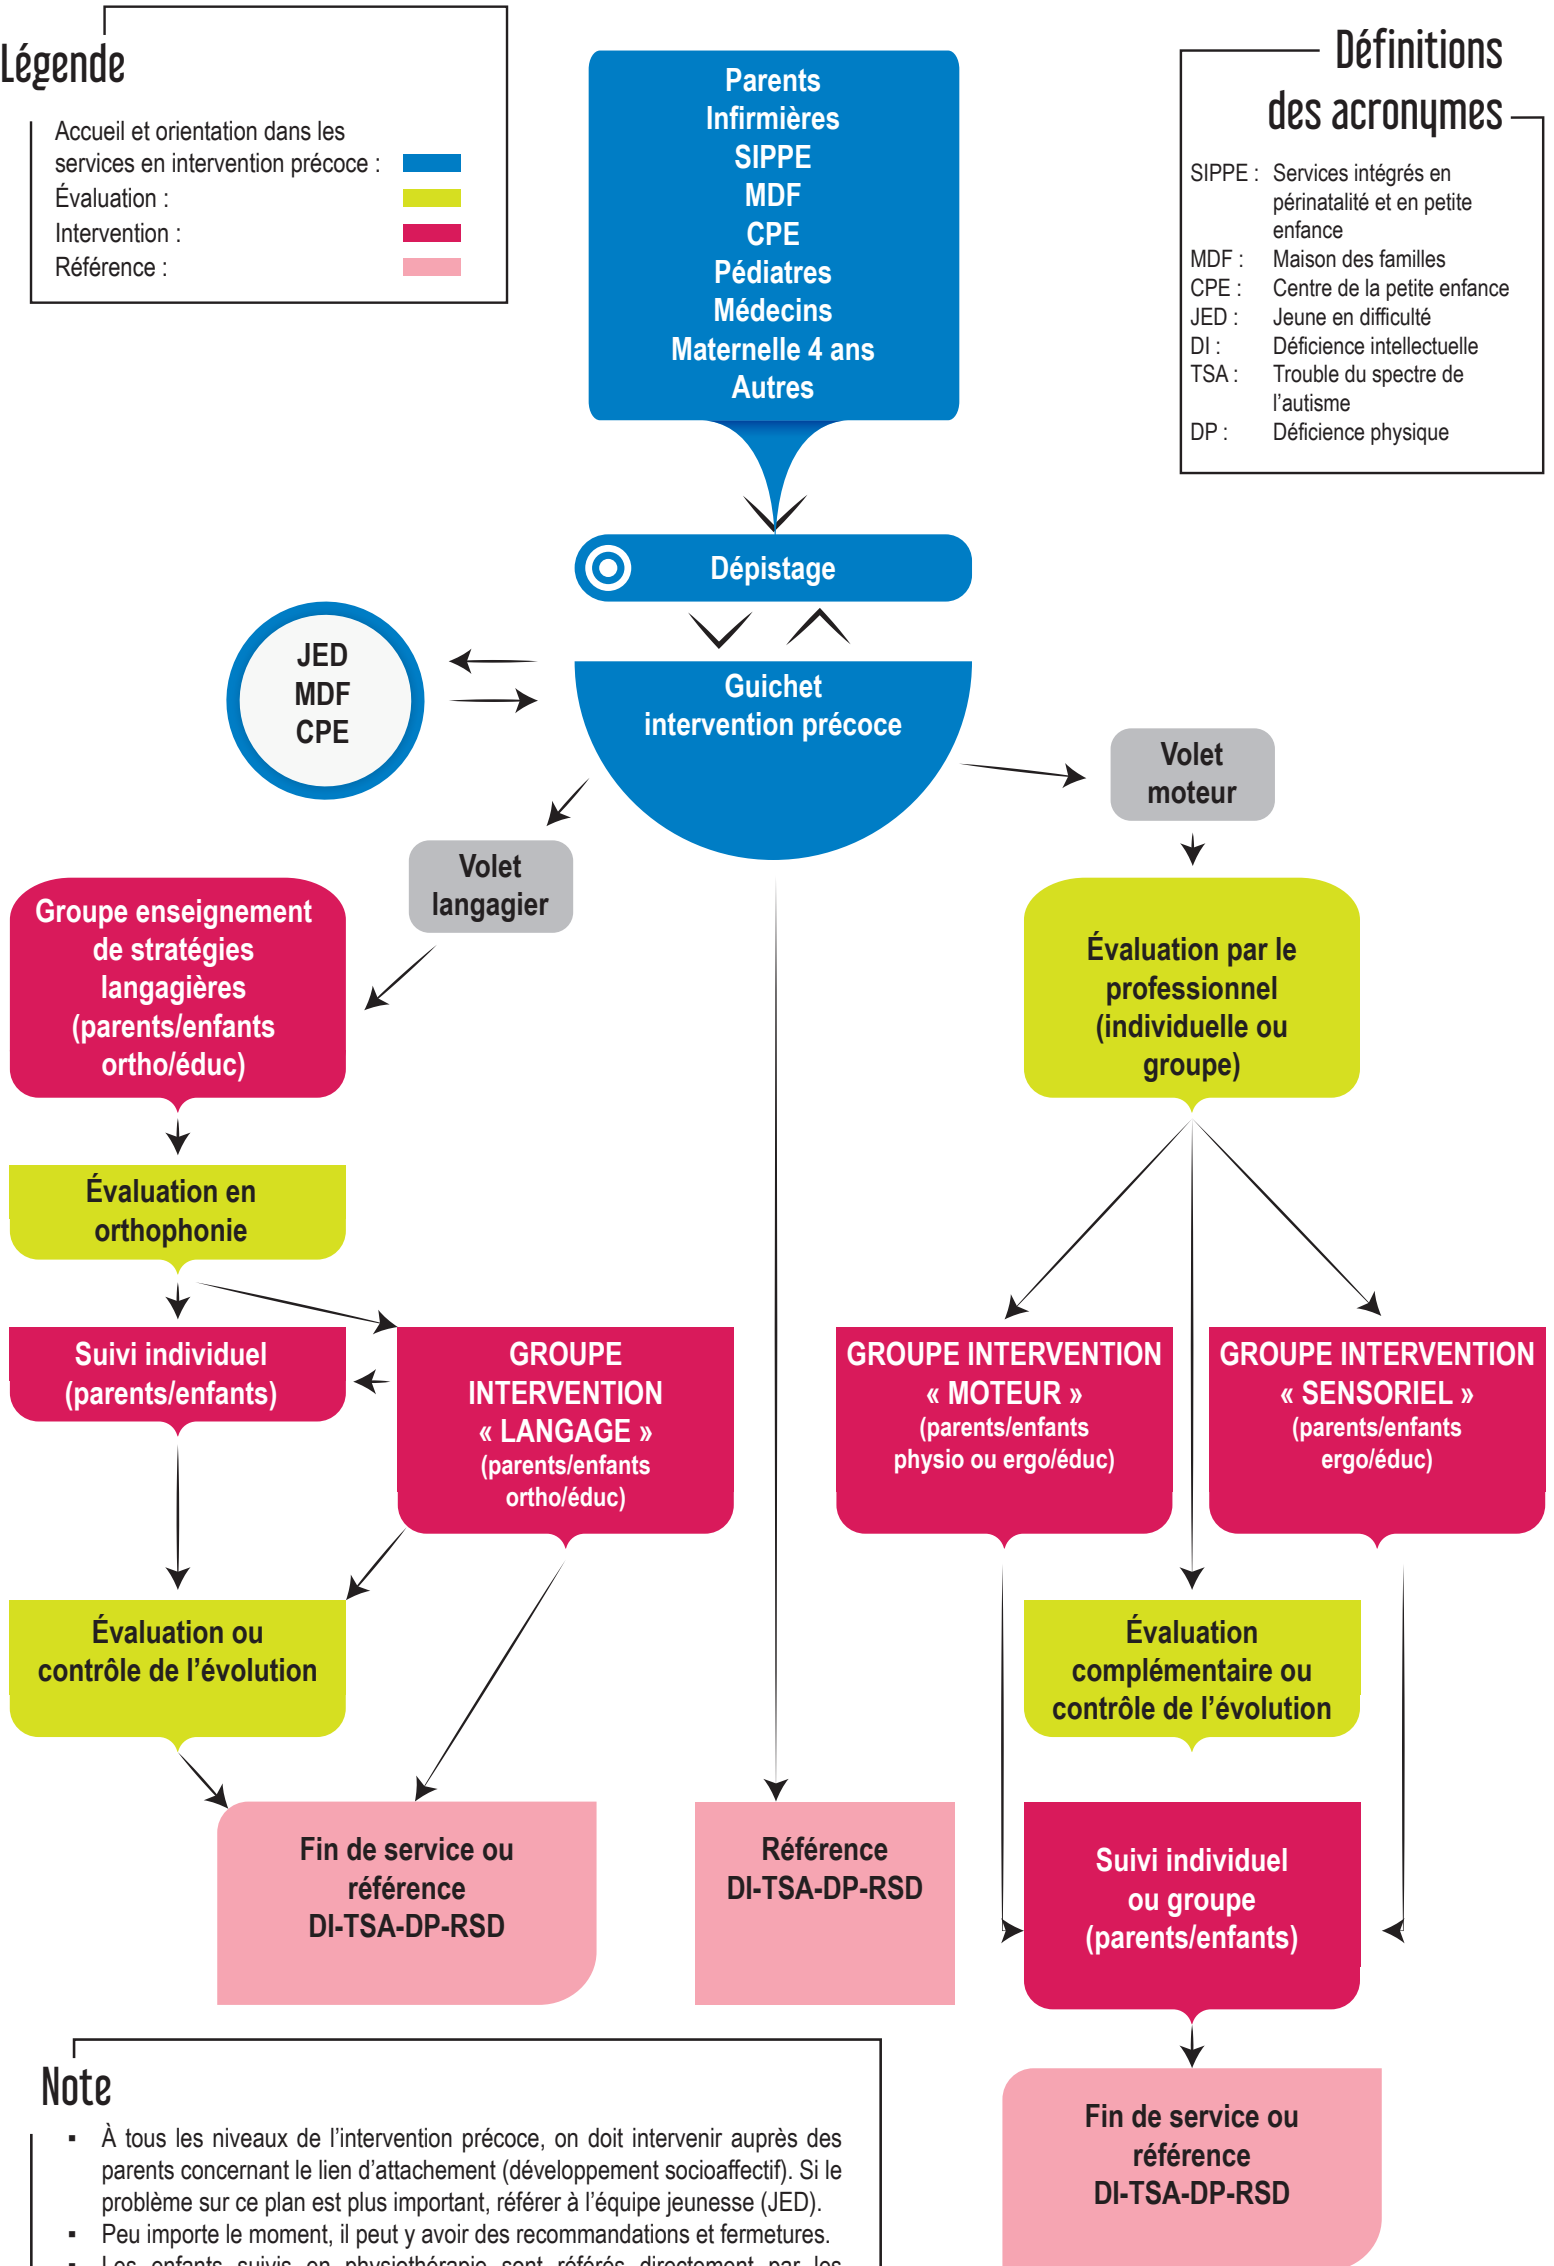 Légende
Accueil et orientation dans les
services en intervention précoce :
Évaluation :
Intervention :
Référence :
Parents
Infirmières
SIPPE
MDF
CPE
Pédiatres
Médecins
Maternelle 4 ans
Autres
Définitions
des acronymes
SIPPE : Services intégrés en
périnatalité et en petite
enfance
MDF : Maison des familles
CPE : Centre de la petite enfance
JED : Jeune en difficulté
DI : Déficience intellectuelle
TSA : Trouble du spectre de
l'autisme
DP : Déficience physique
Dépistage
JED
MDF
CPE
Guichet
intervention précoce
Volet
moteur
Volet
langagier
Groupe enseignement
de stratégies
langagières
(parents/enfants
ortho/éduc)
Évaluation par le
professionnel
(individuelle ou
groupe)
Évaluation en
orthophonie
Suivi individuel
(parents/enfants)
GROUPE
INTERVENTION
« LANGAGE »
(parents/enfants
ortho/éduc)
GROUPE INTERVENTION
« MOTEUR »
(parents/enfants
physio ou ergo/éduc)
GROUPE INTERVENTION
« SENSORIEL »
(parents/enfants
ergo/éduc)
Évaluation ou
contrôle de l'évolution
Évaluation
complémentaire ou
contrôle de l'évolution
Fin de service ou
référence
DI-TSA-DP-RSD
Référence
DI-TSA-DP-RSD
Suivi individuel
ou groupe
(parents/enfants)
Fin de service ou
référence
DI-TSA-DP-RSD
Note
▪ À tous les niveaux de l'intervention précoce, on doit intervenir auprès des
parents concernant le lien d'attachement (développement socioaffectif). Si le
problème sur ce plan est plus important, référer à l'équipe jeunesse (JED).
▪ Peu importe le moment, il peut y avoir des recommandations et fermetures.
▪ Les enfants suivis en physiothérapie sont référés directement par les